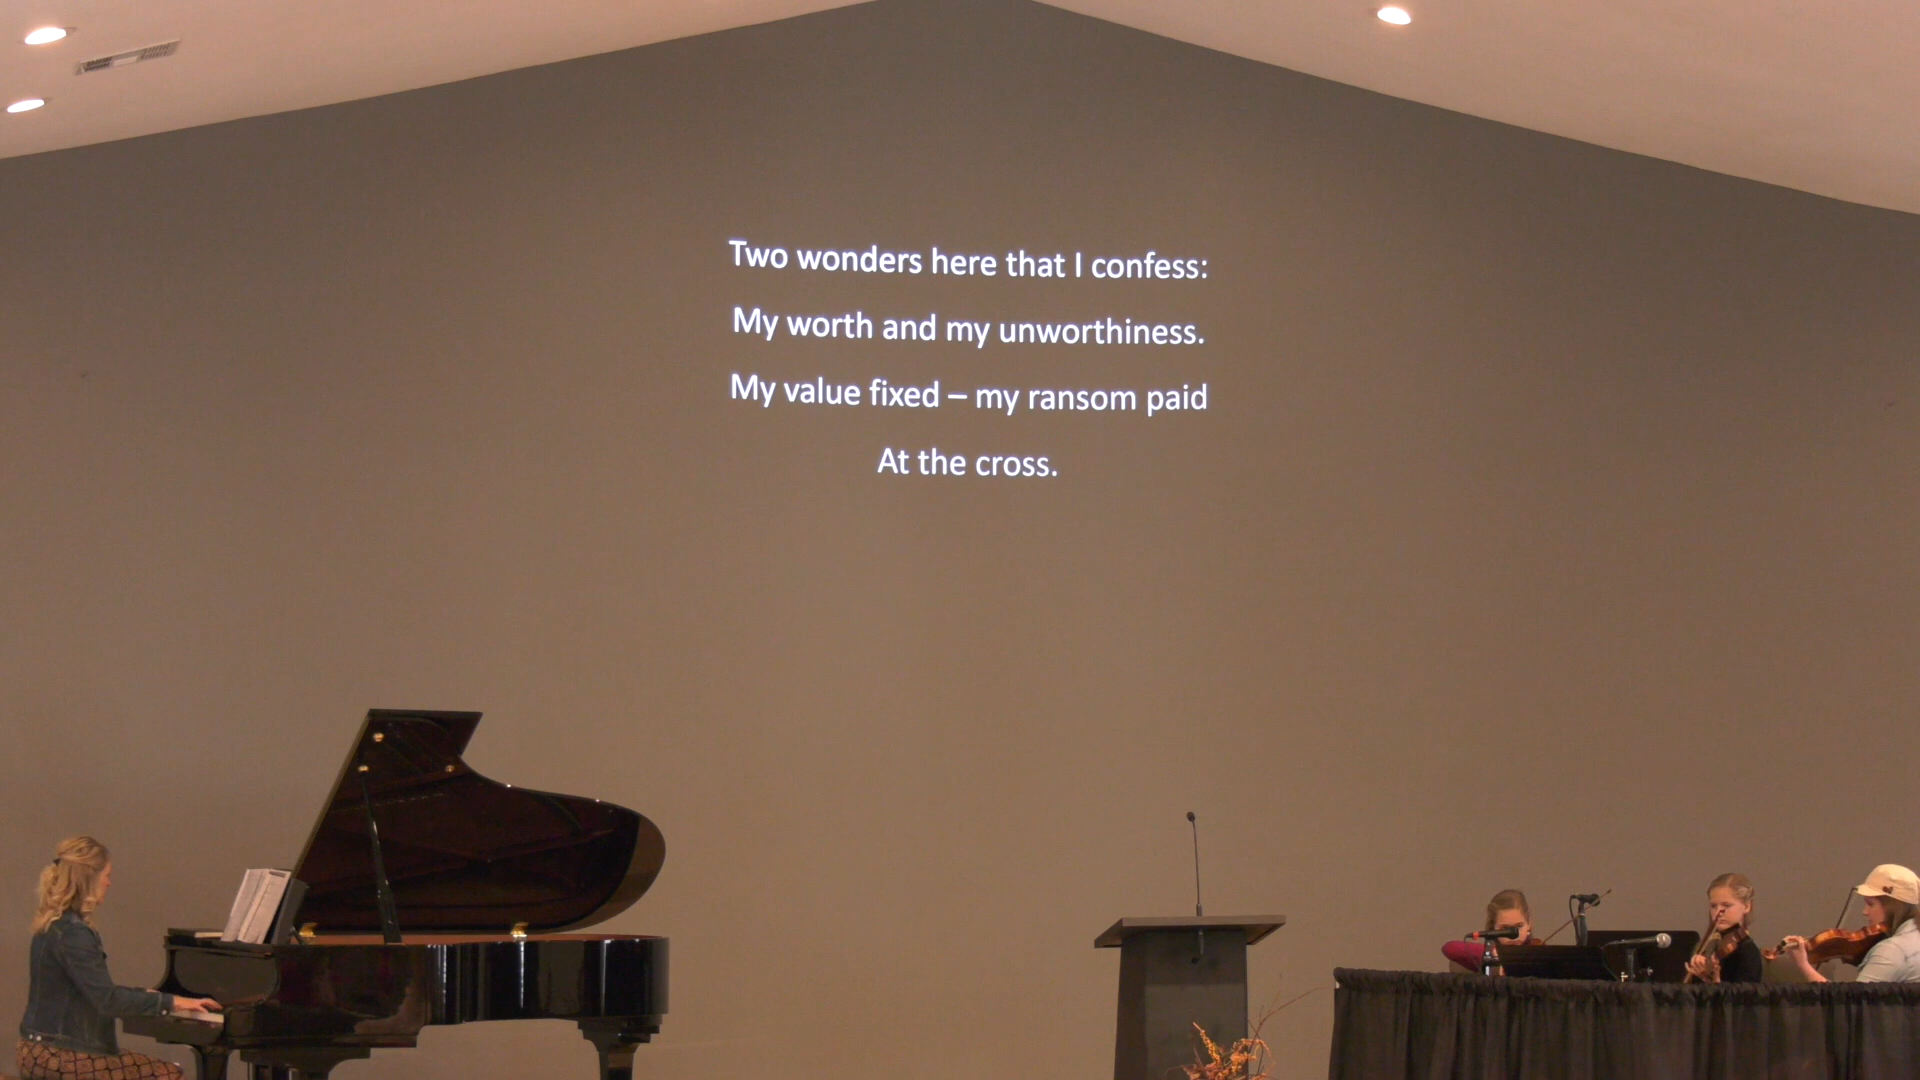 Two wonders here that I confess:
My worth and my unworthiness.
My value fixed – my ransom paid
At the cross.